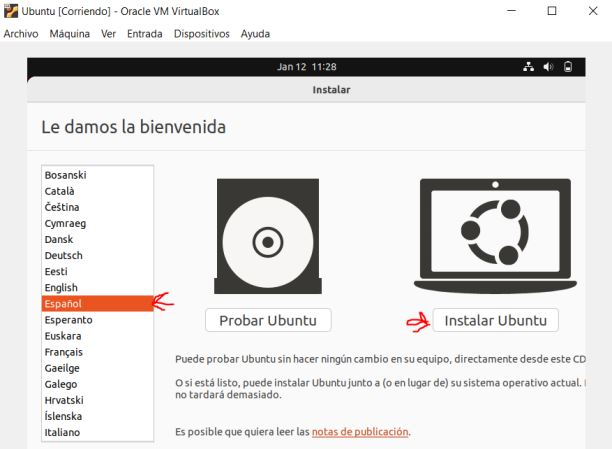 Ubuntu [Corriendo] - Oracle VM VirtualBox
Archivo Máquina Ver Entrada Dispositivos Ayuda
Jan 12 11:28
Instalar
Le damos la bienvenida
Bosanski
Català
Čeština
Cymraeg
Dansk
Deutsch
Eesti
English
Español
Esperanto
Euskara
Français
Gaeilge
Galego
Hrvatski
Íslenska
Italiano
Probar Ubuntu
Instalar Ubuntu
Puede probar Ubuntu sin hacer ningún cambio en su equipo, directamente desde este CD
O si está listo, puede instalar Ubuntu junto a (o en lugar de) su sistema operativo actual.
no tardará demasiado.
Es posible que quiera leer las notas de publicación.